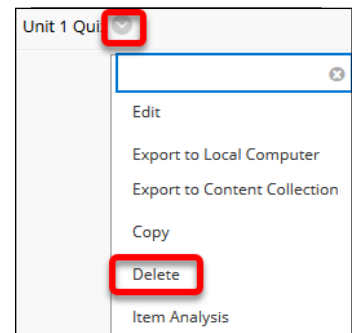 Unit 1 Qui
Edit
Export to Local Computer
Export to Content Collection
Copy
Delete
Item Analysis